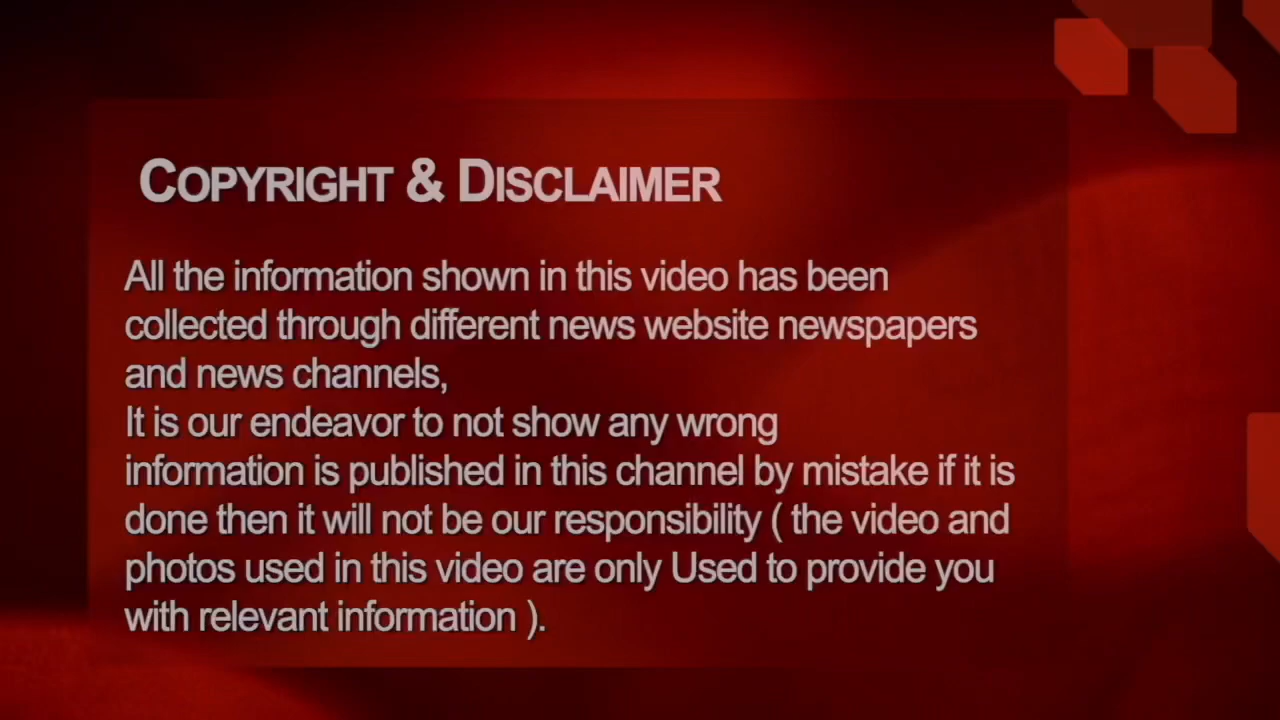 COPYRIGHT & DISCLAIMER
All the information shown in this video has been
collected through different news website newspapers
and news channels,
It is our endeavor to not show any wrong
information is published in this channel by mistake if it is
done then it will not be our responsibility ( the video and
photos used in this video are only Used to provide you
with relevant information ).